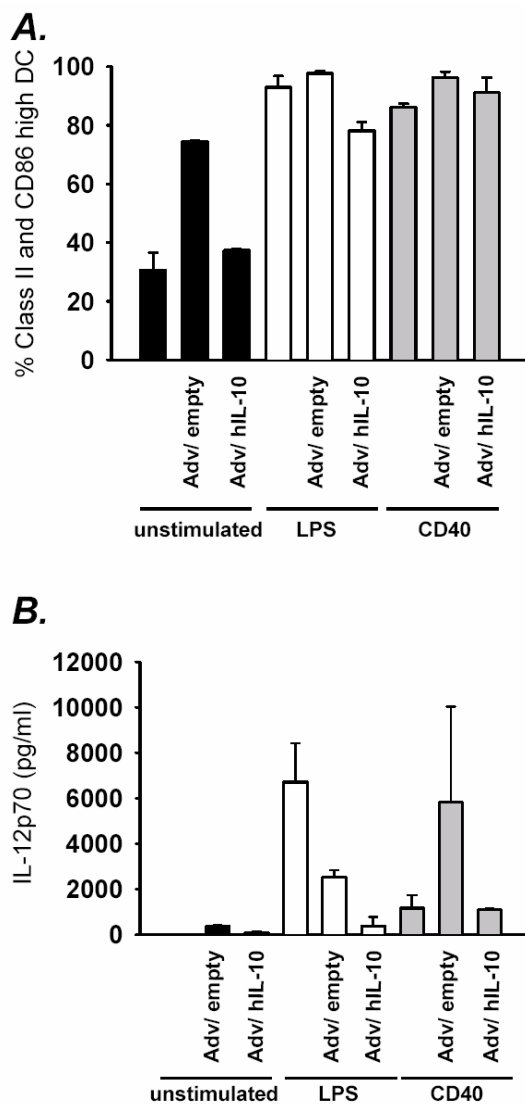 A.
% Class II and CD86 high DC
100
80
60
40
20
0
Adv/ empty
Adv/ hIL-10
Adv/ empty
Adv/ hIL-10
Adv/ empty
Adv/ hIL-10
unstimulated
LPS
CD40
B.
IL-12p70 (pg/ml)
12000
10000
8000
6000
4000
2000
0
Adv/ empty
Adv/ hIL-10
Adv/ empty
Adv/ hIL-10
Adv/ empty
Adv/ hIL-10
unstimulated
LPS
CD40